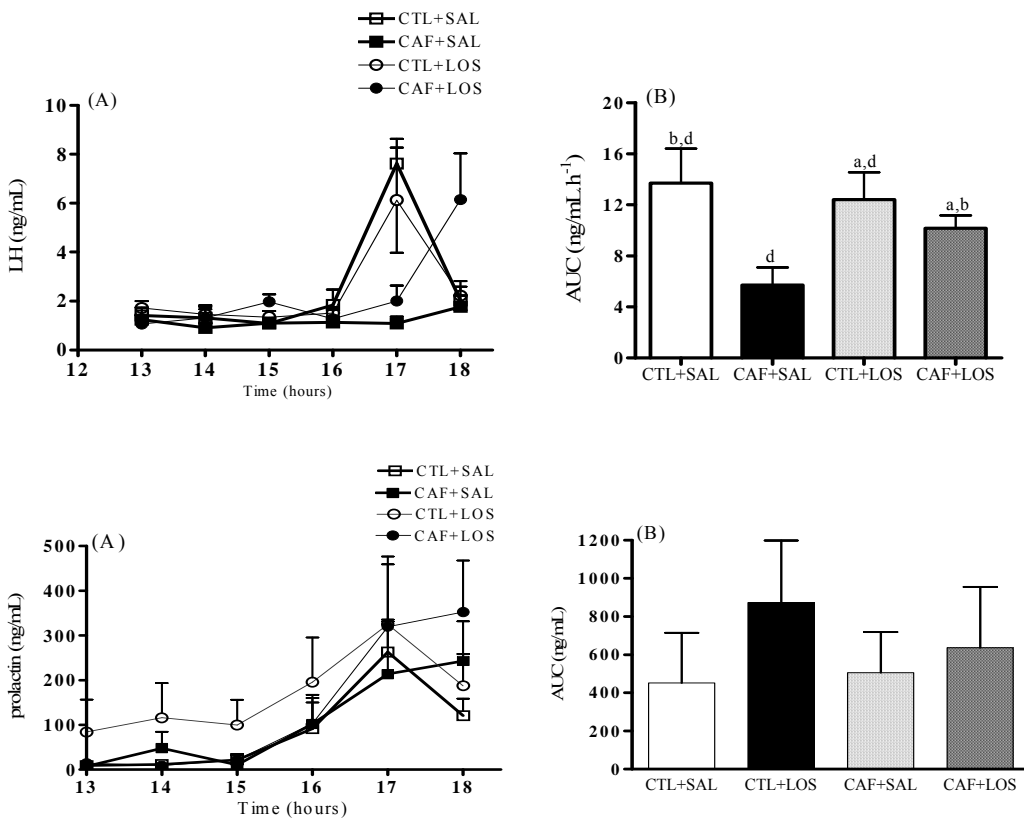 CTL+SAL
CAF+SAL
CTL+LOS
CAF+LOS
(A)
10
8
6
4
2
0
LH (ng/mL)
12 13 14 15 16 17 18
Time (hours)
(B)
20
16
12
8
4
0
AUC (ng/mL.h⁻¹)
b,d
d
a,d
a,b
CTL+SAL CAF+SAL CTL+LOS CAF+LOS
CTL+SAL
CAF+SAL
CTL+LOS
CAF+LOS
(A )
500
400
300
200
100
0
prolactin (ng/mL)
13 14 15 16 17 18
Time (hours)
(B)
1200
1000
800
600
400
200
0
AUC (ng/mL)
CTL+SAL CTL+LOS CAF+SAL CAF+LOS